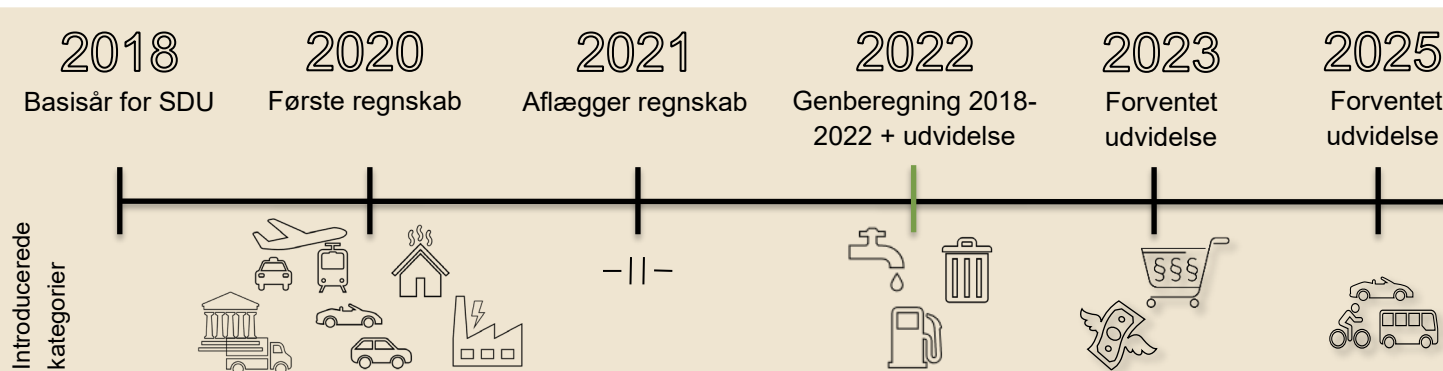 2018
Basisår for SDU
2020
Første regnskab
2021
Aflægger regnskab
2022
Genberegning 2018-
2022 + udvidelse
2023
Forventet
udvidelse
2025
Forventet
udvidelse
Introducerede
kategorier
–||–
§§§